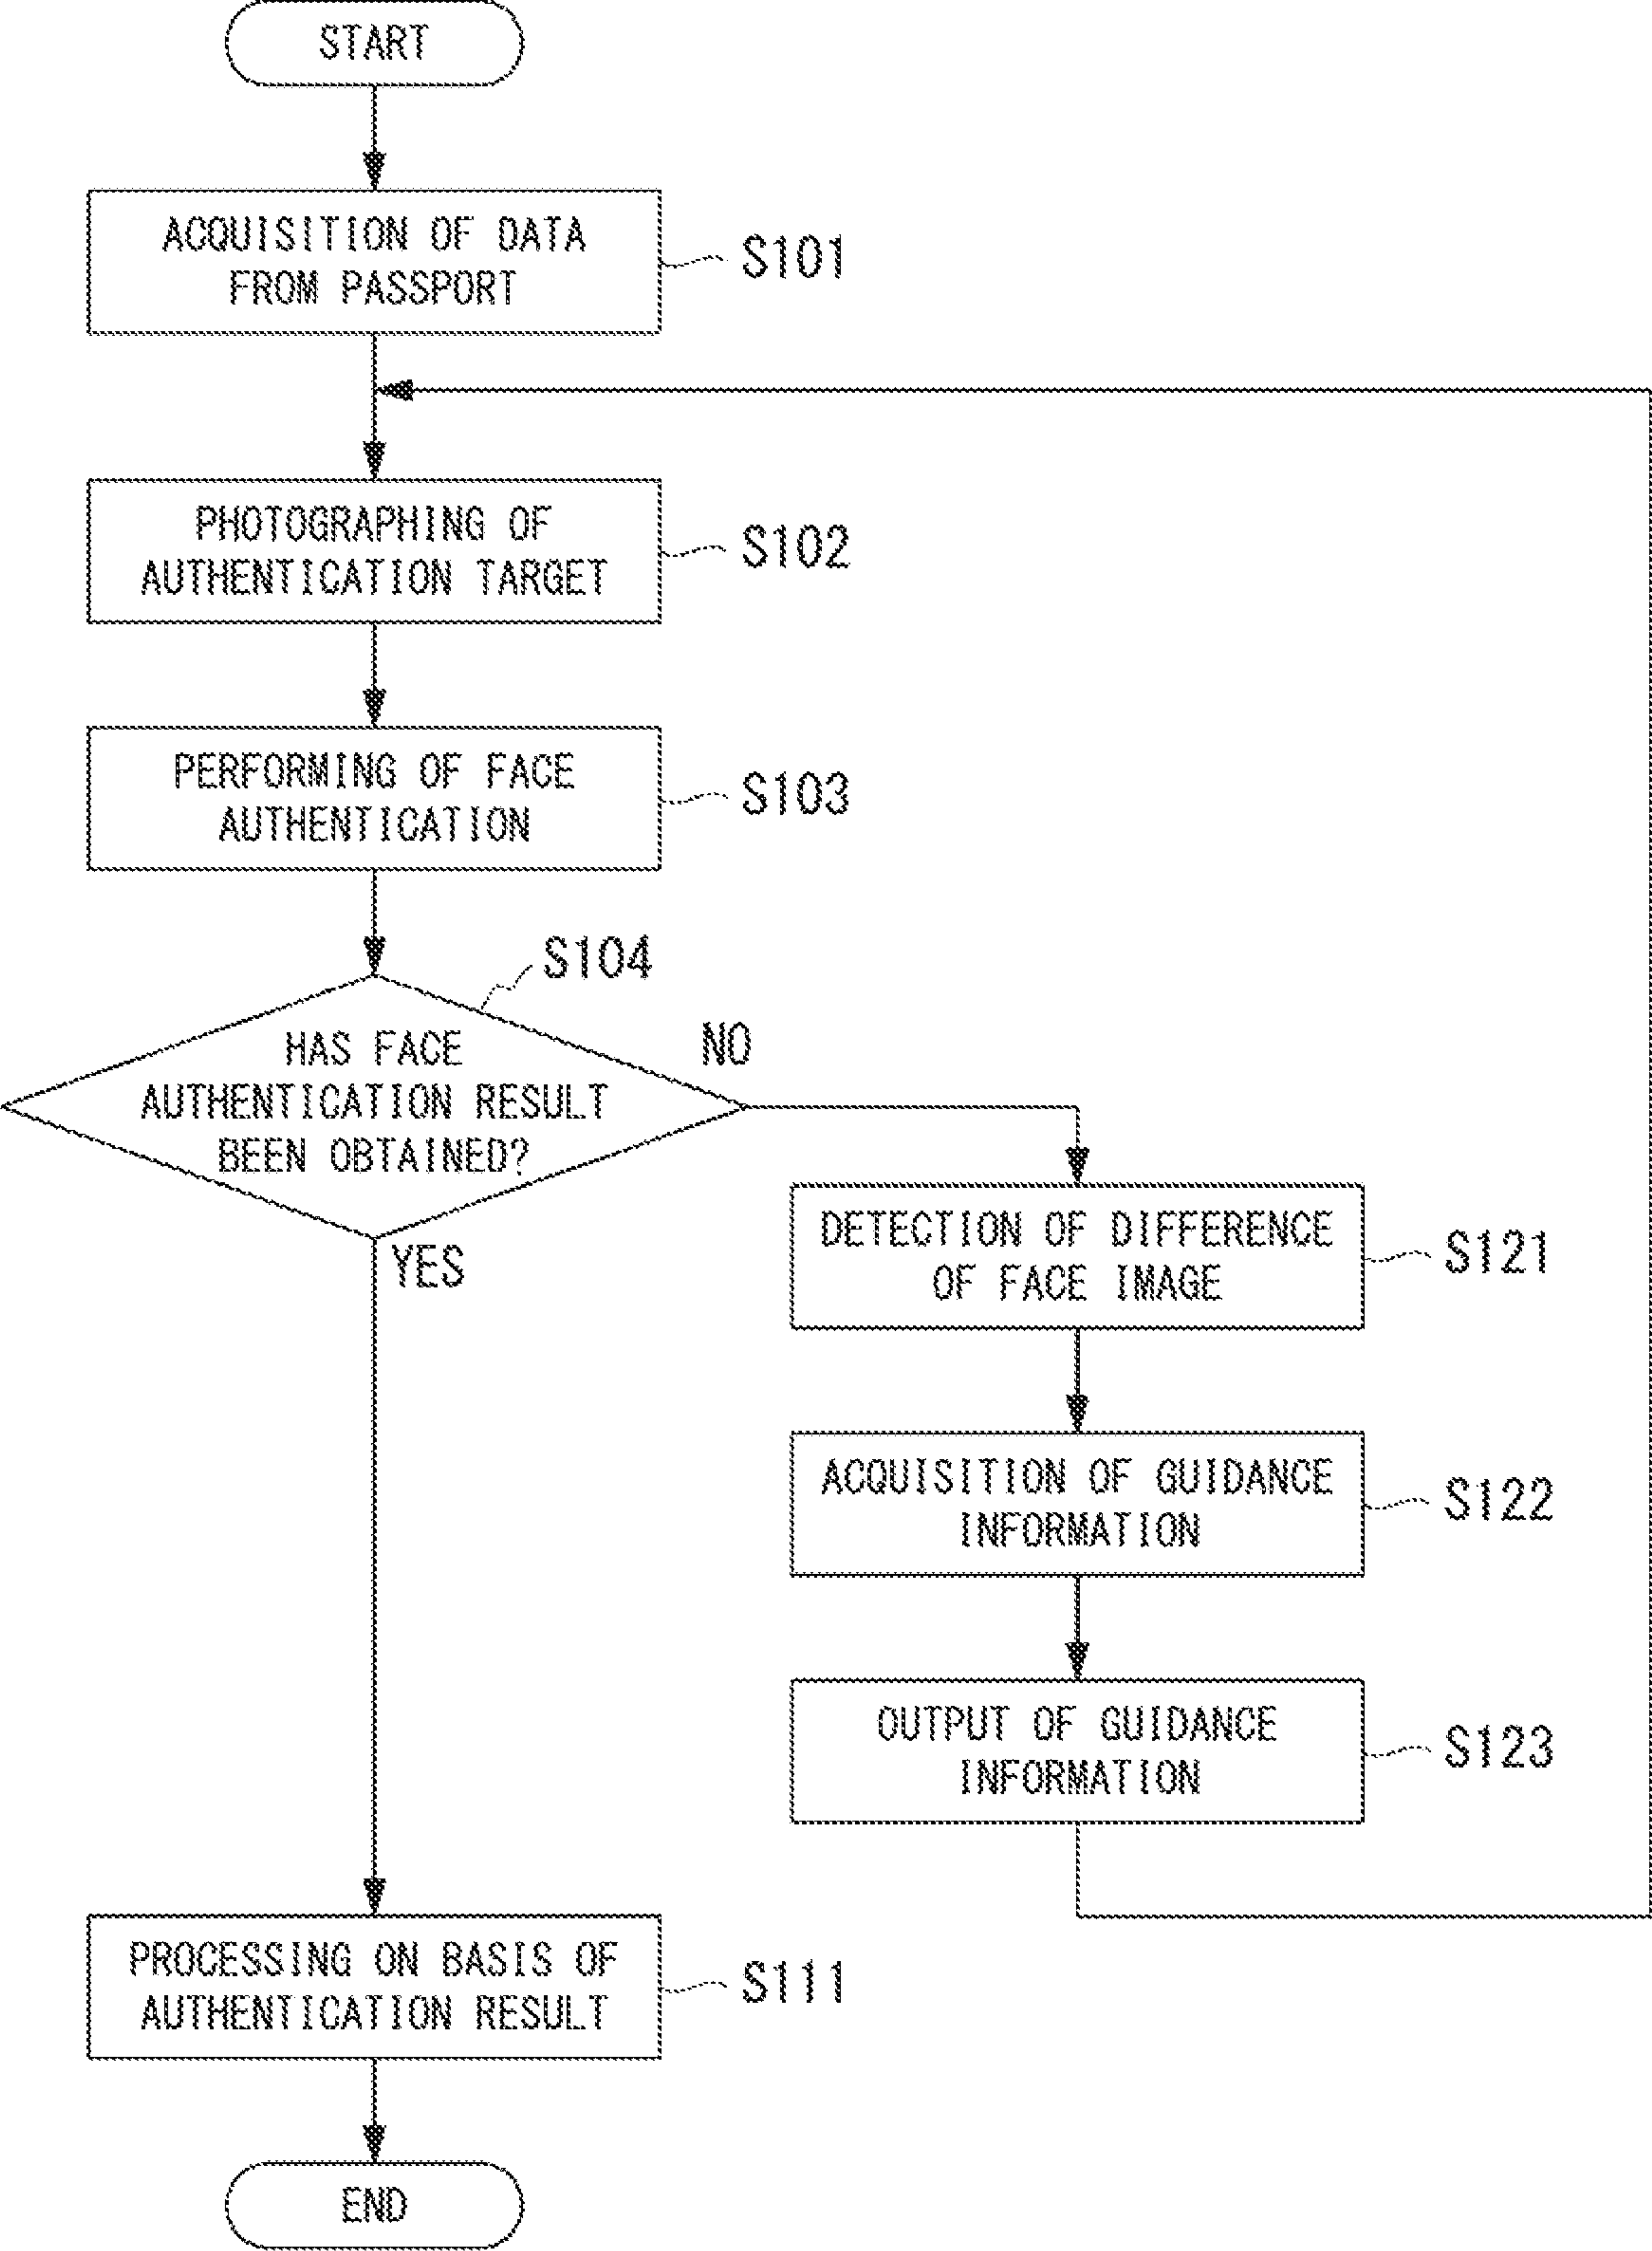 START
ACQUISITION OF DATA
FROM PASSPORT
S101
PHOTOGRAPHING OF
AUTHENTICATION TARGET
S102
PERFORMING OF FACE
AUTHENTICATION
S103
S104
HAS FACE
AUTHENTICATION RESULT
BEEN OBTAINED?
NO
YES
DETECTION OF DIFFERENCE
OF FACE IMAGE
S121
ACQUISITION OF GUIDANCE
INFORMATION
S122
OUTPUT OF GUIDANCE
INFORMATION
S123
PROCESSING ON BASIS OF
AUTHENTICATION RESULT
S111
END